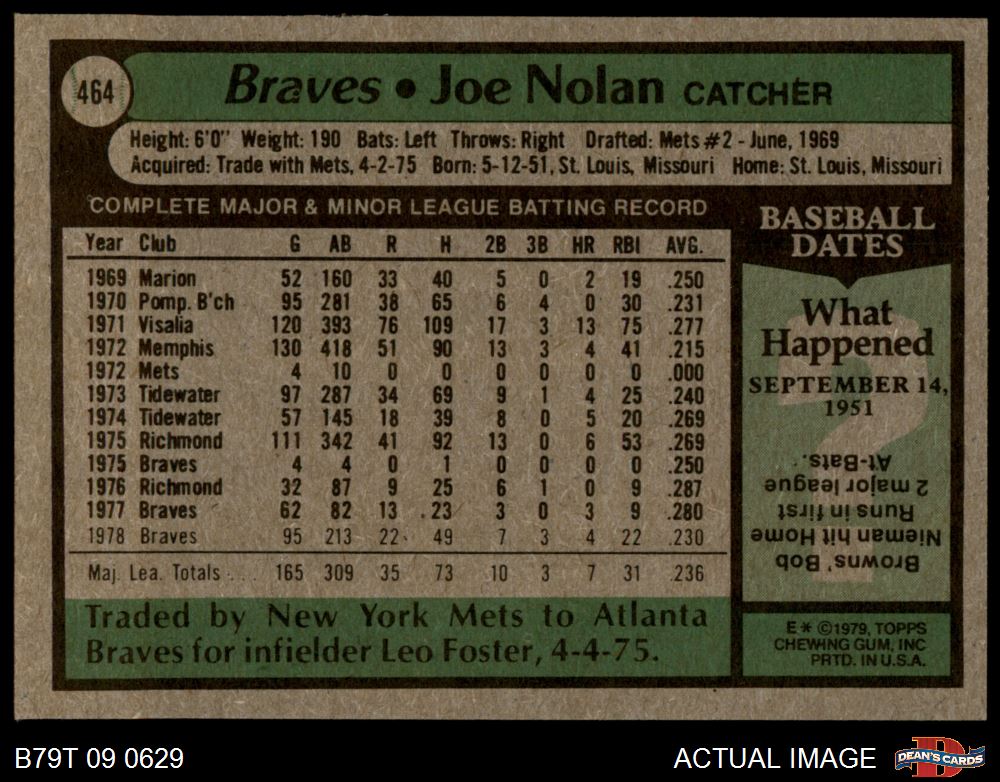 464
Braves • Joe Nolan CATCHER
Height: 6'0" Weight: 190 Bats: Left Throws: Right Drafted: Mets #2 - June, 1969
Acquired: Trade with Mets, 4-2-75 Born: 5-12-51, St. Louis, Missouri Home: St. Louis, Missouri
COMPLETE MAJOR & MINOR LEAGUE BATTING RECORD
Year Club G AB R H 2B 3B HR RBI AVG.
1969 Marion 52 160 33 40 5 0 2 19 .250
1970 Pomp. B'ch 95 281 38 65 6 4 0 30 .231
1971 Visalia 120 393 76 109 17 3 13 75 .277
1972 Memphis 130 418 51 90 13 3 4 41 .215
1972 Mets 4 10 0 0 0 0 0 0 .000
1973 Tidewater 97 287 34 69 9 1 4 25 .240
1974 Tidewater 57 145 18 39 8 0 5 20 .269
1975 Richmond 111 342 41 92 13 0 6 53 .269
1975 Braves 4 4 0 1 0 0 0 0 .250
1976 Richmond 32 87 9 25 6 1 0 9 .287
1977 Braves 62 82 13 23 3 0 3 9 .280
1978 Braves 95 213 22 49 7 3 4 22 .230
Maj. Lea. Totals 165 309 35 73 10 3 7 31 .236
Traded by New York Mets to Atlanta
Braves for infielder Leo Foster, 4-4-75.
BASEBALL
DATES
What
Happened
SEPTEMBER 14,
1951
?
Browns' Bob
Nieman hit Home
Runs in first
2 major league
At-Bats.
E* ©1979, TOPPS
CHEWING GUM, INC
PRTD. IN U.S.A.
B79T 09 0629
ACTUAL IMAGE
D
DEAN'S CARDS